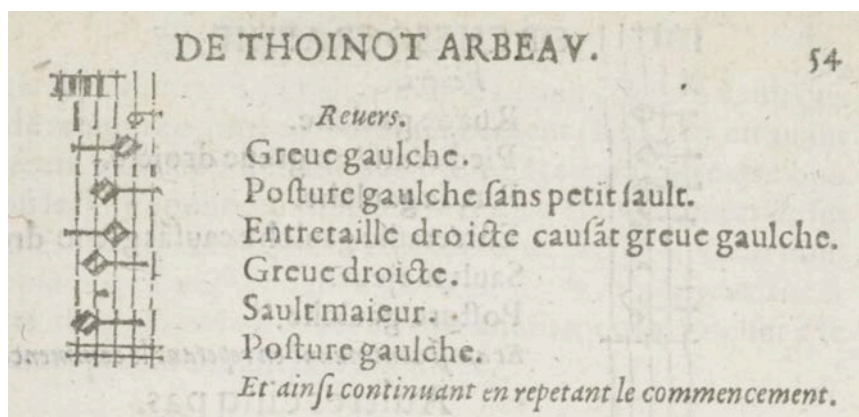 DE THOINOT ARBEAV. 54
Reuers.
Greue gaulche.
Poſture gaulche ſans petit ſault.
Entretaille droicte cauſāt greue gaulche.
Greue droicte.
Sault maieur.
Poſture gaulche.
Et ainſi continuant en repetant le commencement.